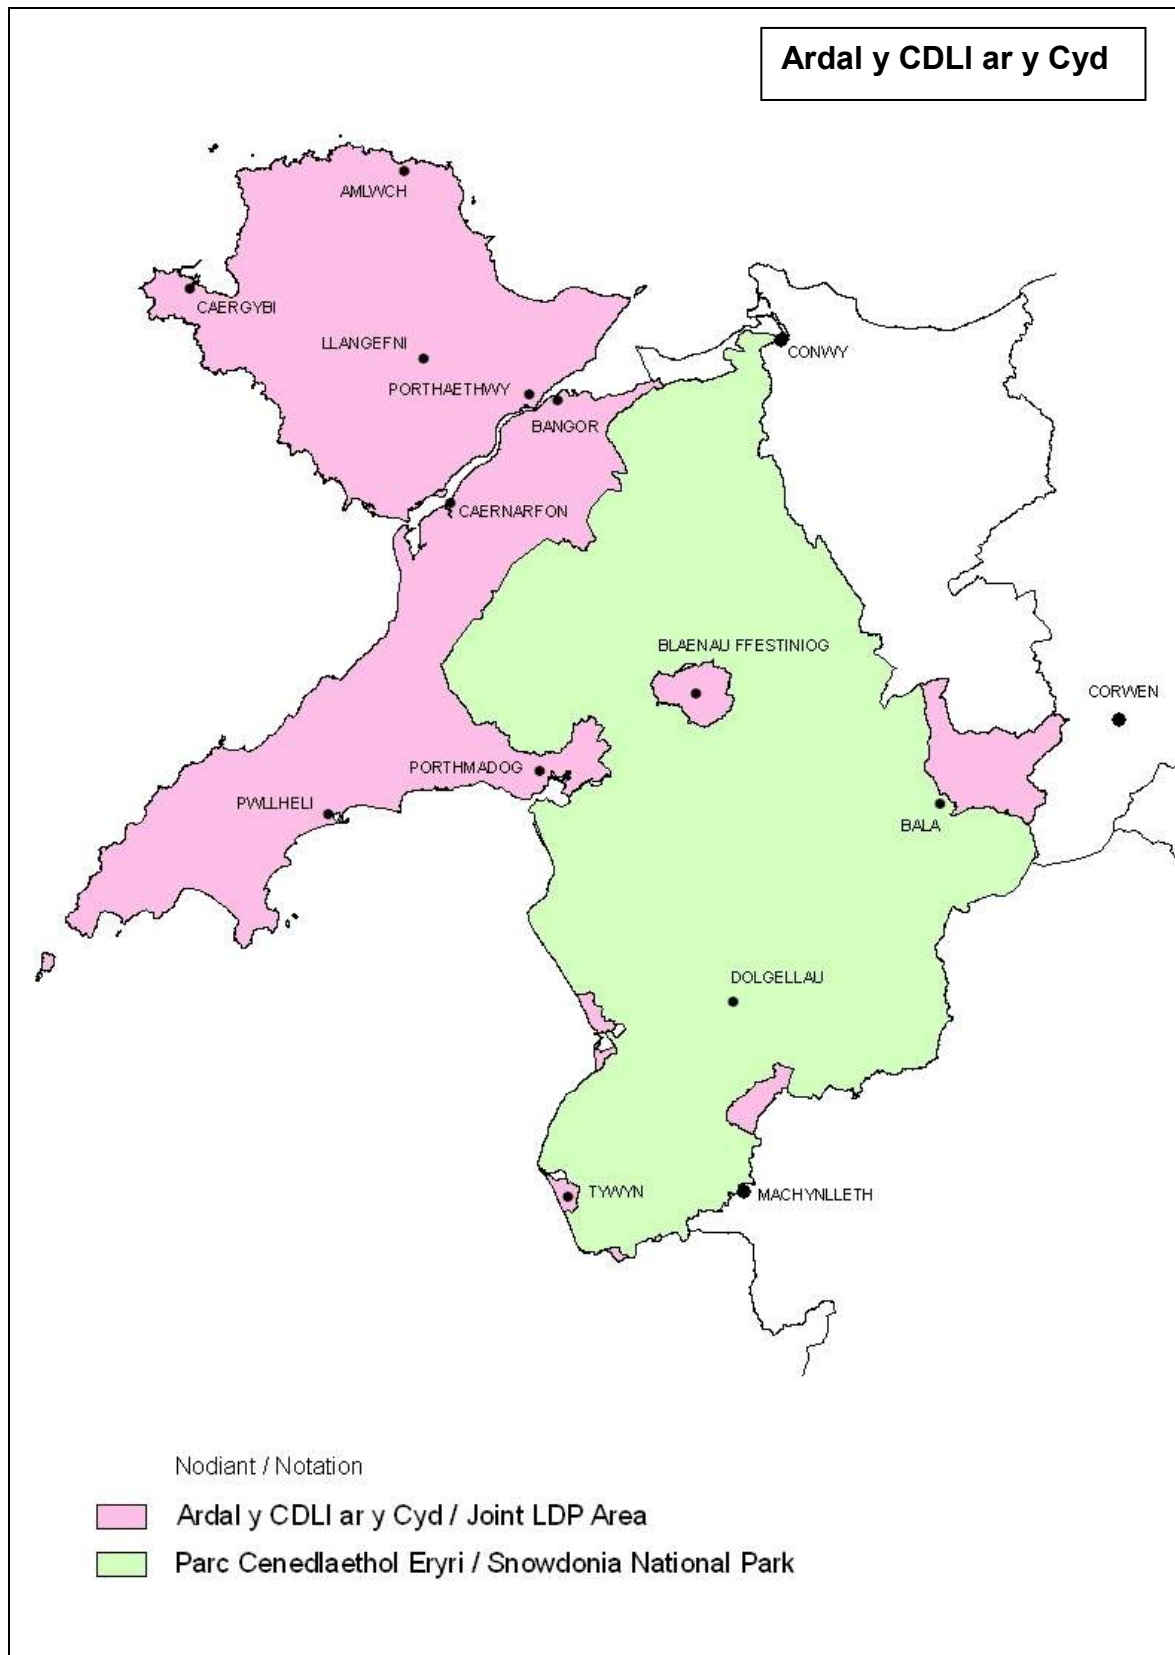 Ardal y CDLl ar y Cyd
AMLWCH
CAERGYBI
LLANGEFNI
CONWY
PORTHAETHWY
BANGOR
CAERNARFON
BLAENAU FFESTINIOG
CORWEN
PORTHMADOG
PWLLHELI
BALA
DOLGELLAU
TYWYN
MACHYNLLETH
Nodiant / Notation
Ardal y CDLl ar y Cyd / Joint LDP Area
Parc Cenedlaethol Eryri / Snowdonia National Park